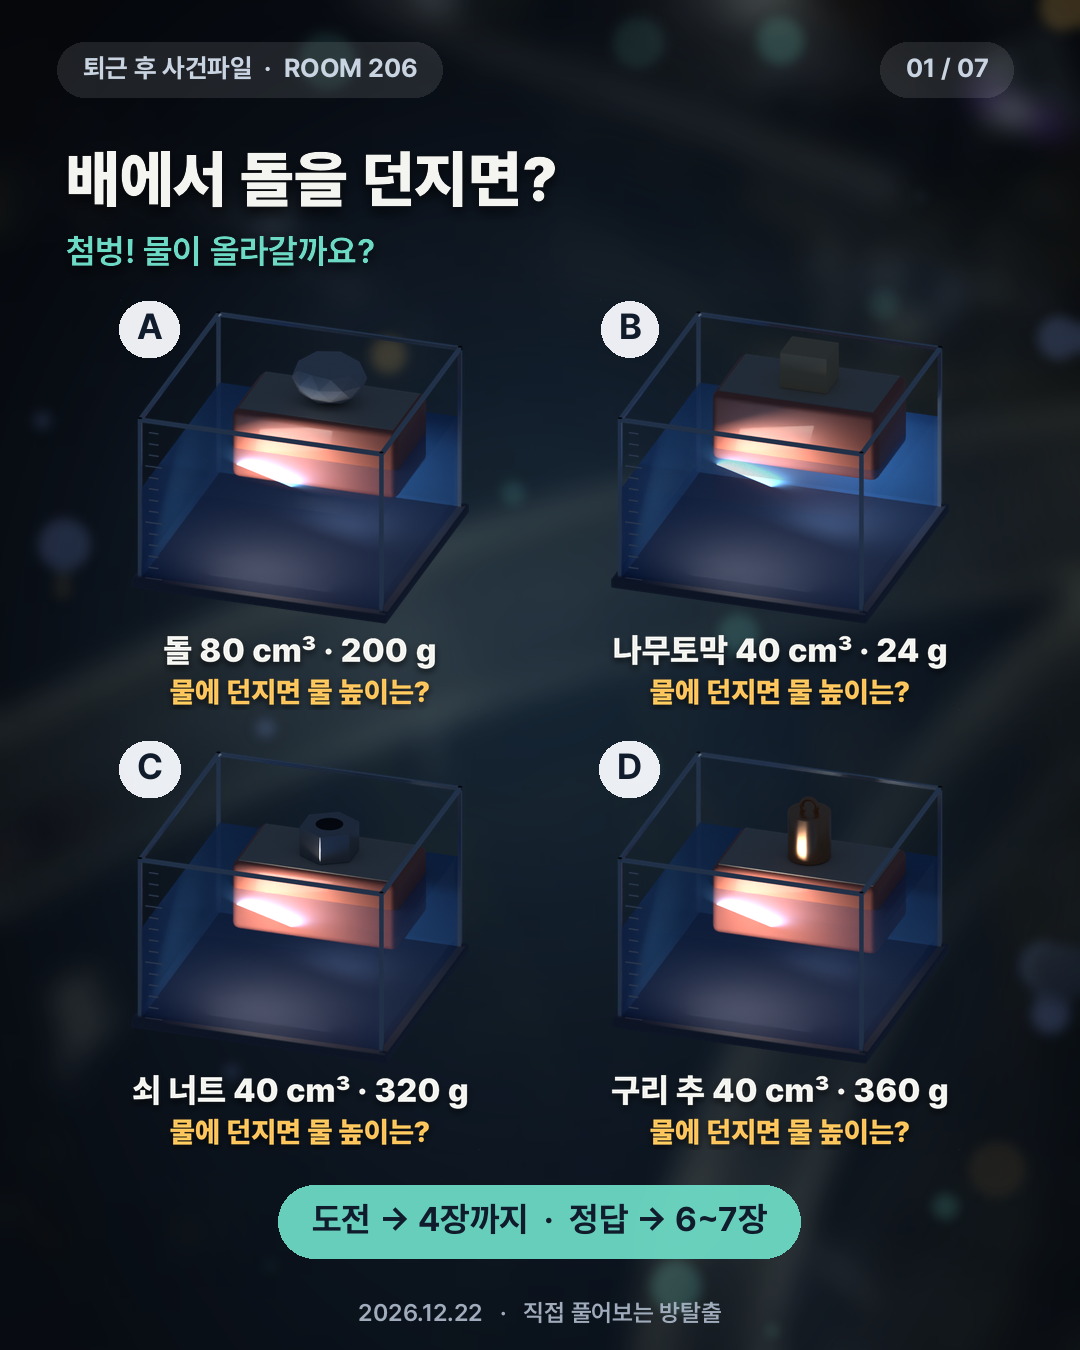 퇴근 후 사건파일 · ROOM 206
01 / 07
배에서 돌을 던지면?
첨벙! 물이 올라갈까요?
A
B
돌 80 cm³ · 200 g
물에 던지면 물 높이는?
나무토막 40 cm³ · 24 g
물에 던지면 물 높이는?
C
D
쇠 너트 40 cm³ · 320 g
물에 던지면 물 높이는?
구리 추 40 cm³ · 360 g
물에 던지면 물 높이는?
도전 → 4장까지 · 정답 → 6~7장
2026.12.22 · 직접 풀어보는 방탈출